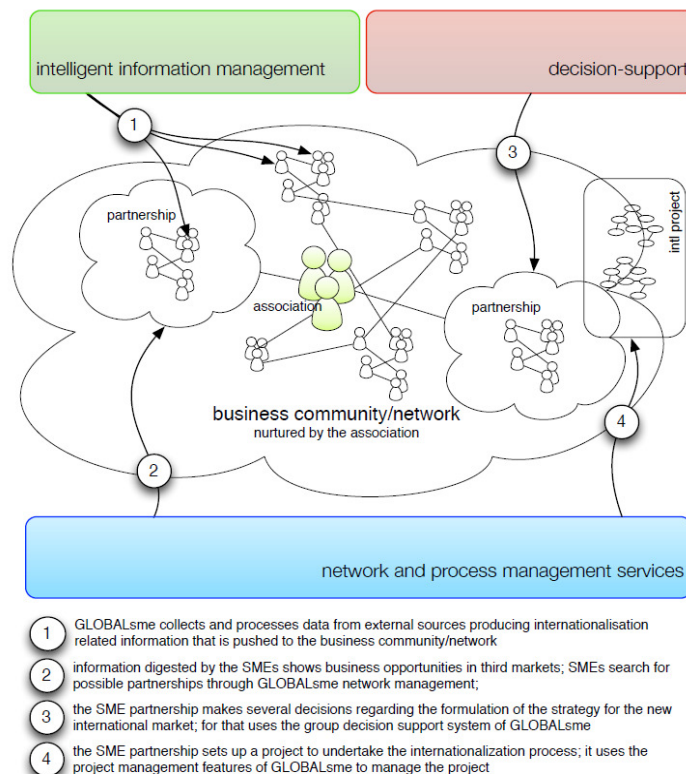 intelligent information management
decision-support
1
3
partnership
intl project
association
partnership
business community/network
nurtured by the association
4
2
network and process management services
1 GLOBALsme collects and processes data from external sources producing internationalisation
related information that is pushed to the business community/network
2 information digested by the SMEs shows business opportunities in third markets; SMEs search for
possible partnerships through GLOBALsme network management;
3 the SME partnership makes several decisions regarding the formulation of the strategy for the new
international market; for that uses the group decision support system of GLOBALsme
4 the SME partnership sets up a project to undertake the internationalization process; it uses the
project management features of GLOBALsme to manage the project